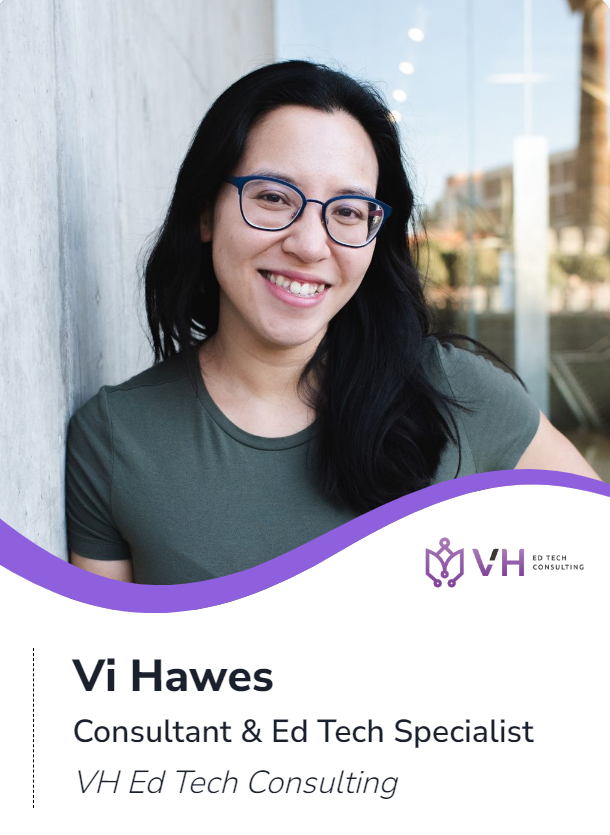 VH ED TECH
CONSULTING
Vi Hawes
Consultant & Ed Tech Specialist
VH Ed Tech Consulting